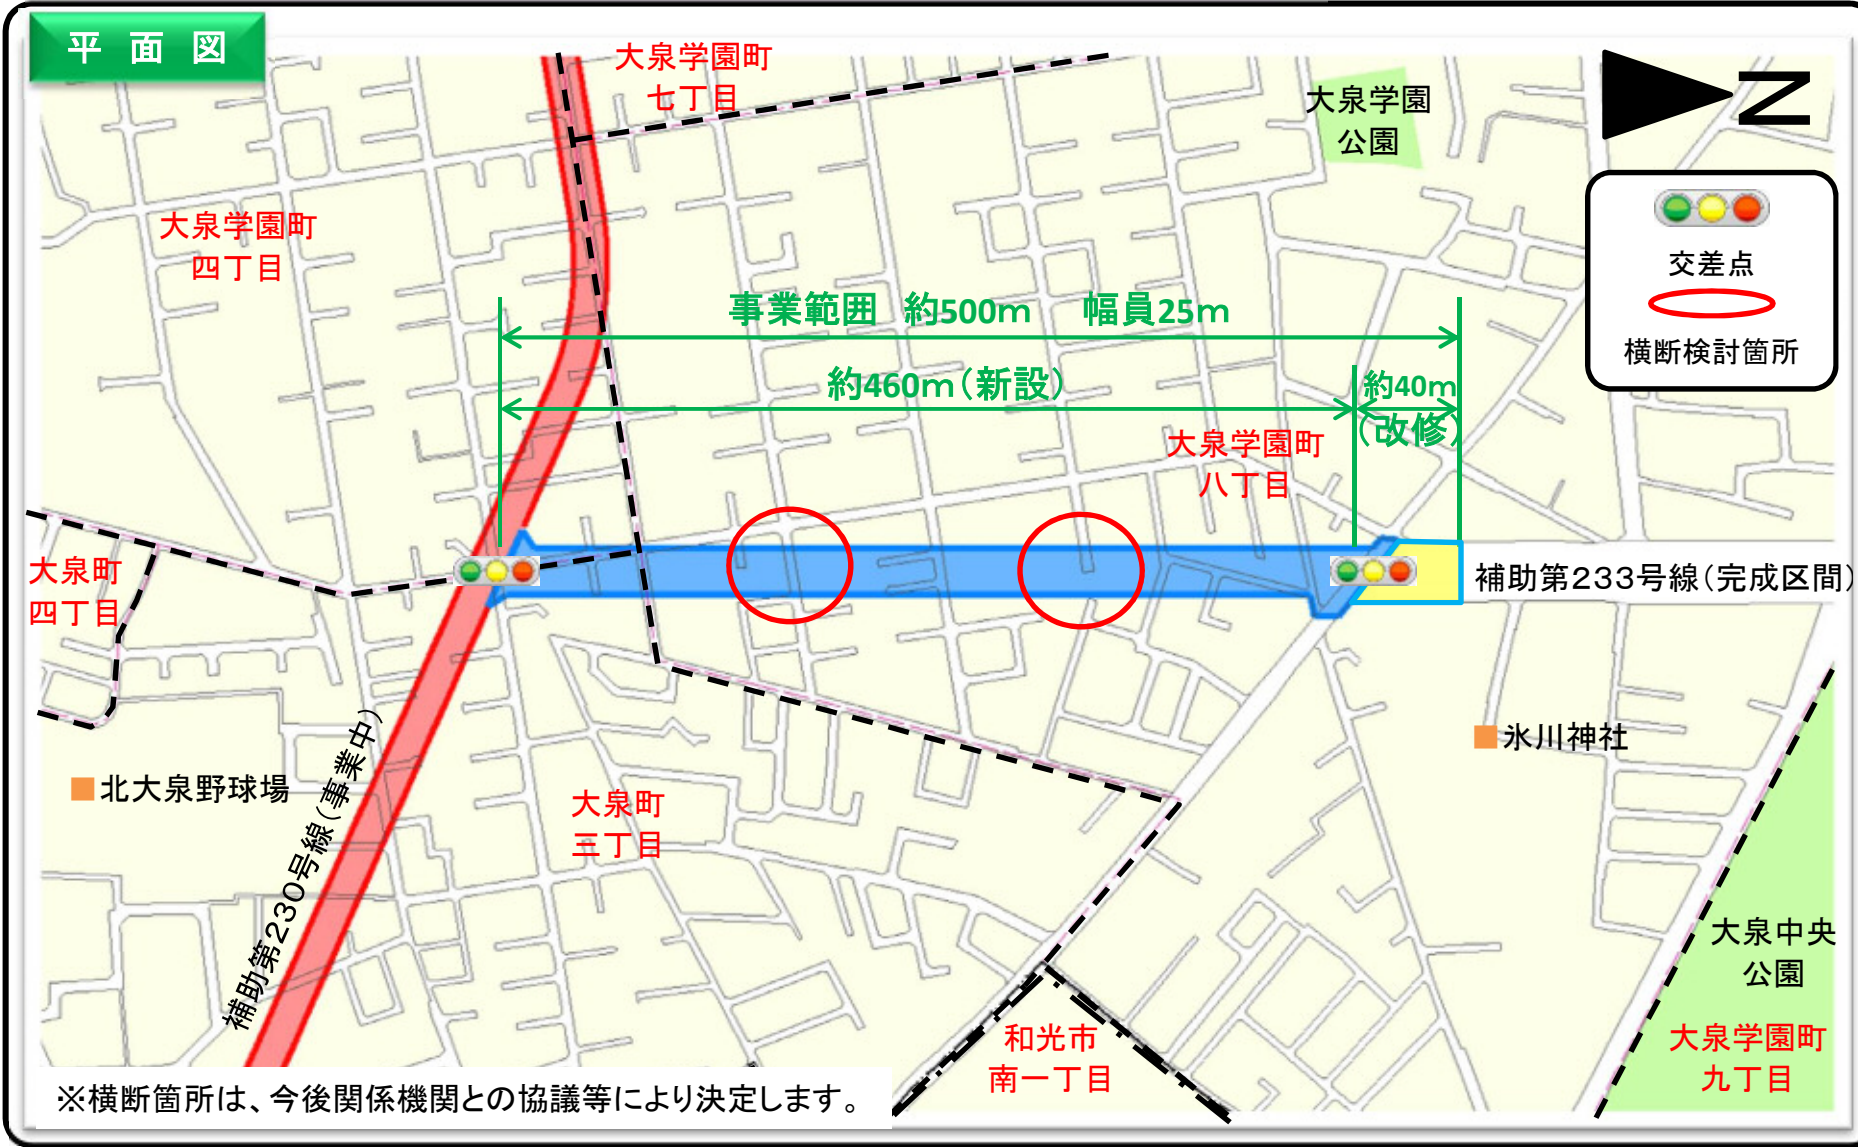 平面図
大泉学園町
七丁目
大泉学園
公園
N
交差点
横断検討箇所
大泉学園町
四丁目
事業範囲 約500m 幅員25m
約460m(新設)
約40m
(改修)
大泉学園町
八丁目
大泉町
四丁目
補助第233号線(完成区間)
氷川神社
北大泉野球場
補助第230号線(事業中)
大泉町
三丁目
大泉中央
公園
大泉学園町
九丁目
和光市
南一丁目
※横断箇所は、今後関係機関との協議等により決定します。